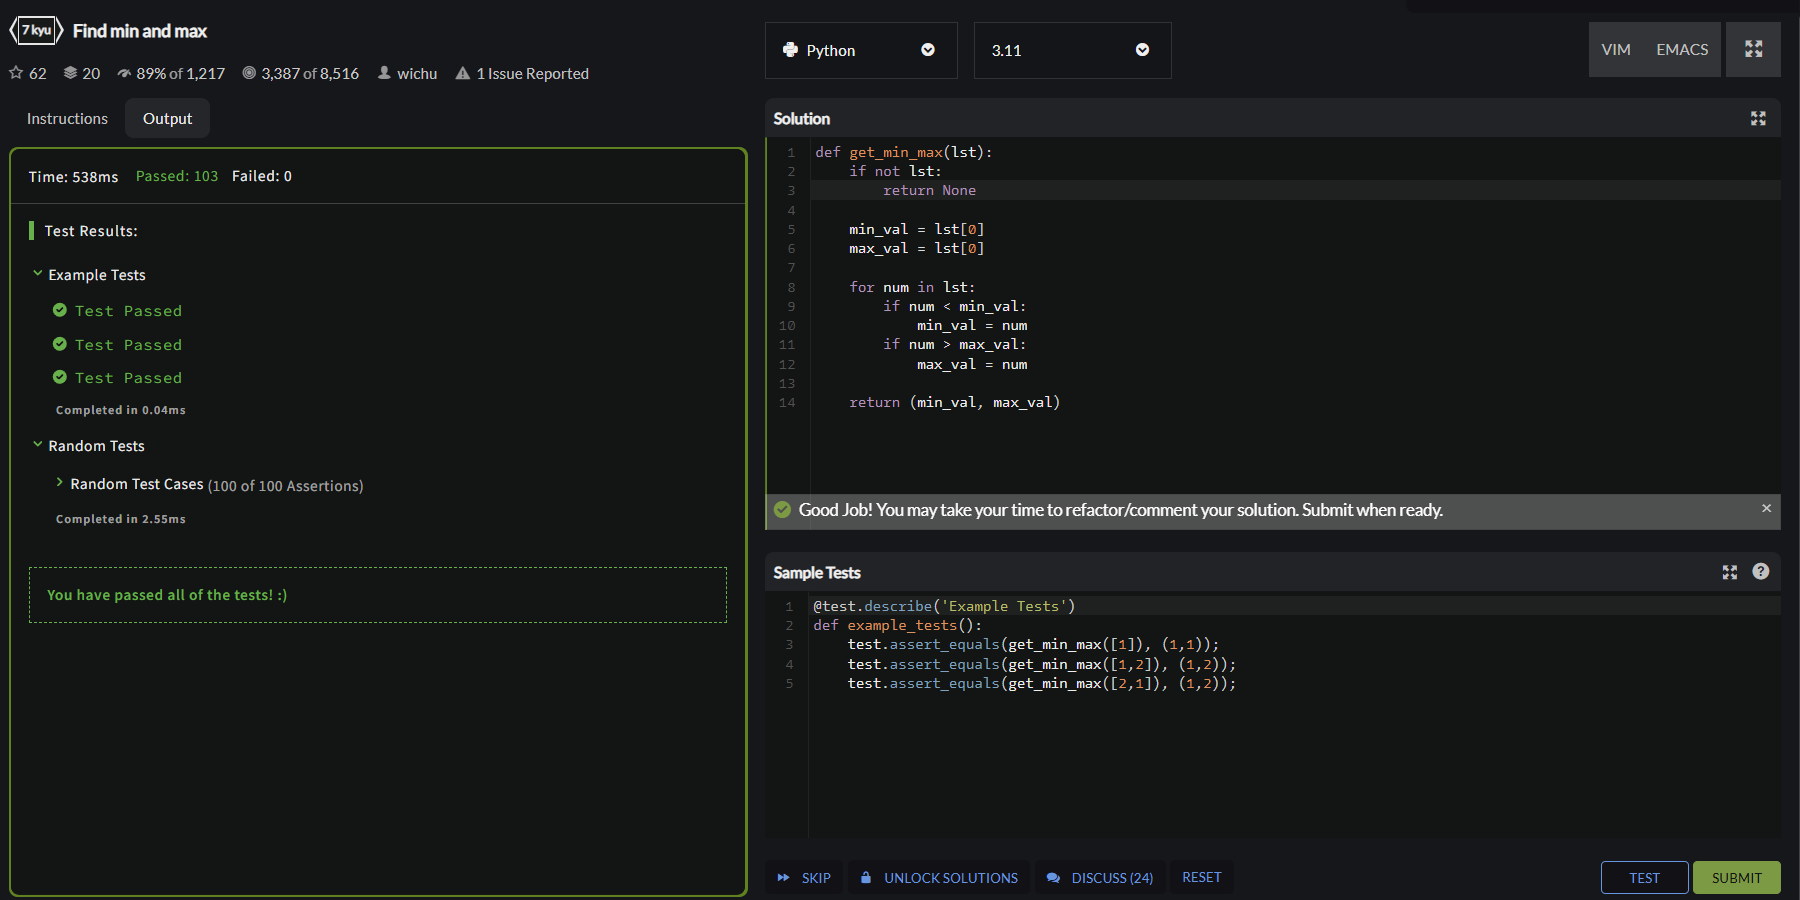 7 kyu Find min and max
62 20 89% of 1,217 3,387 of 8,516 wichu 1 Issue Reported
Instructions Output
Time: 538ms Passed: 103 Failed: 0
Test Results:
Example Tests
Test Passed
Test Passed
Test Passed
Completed in 0.04ms
Random Tests
Random Test Cases (100 of 100 Assertions)
Completed in 2.55ms
You have passed all of the tests! :)
Python 3.11 VIM EMACS
Solution
1 def get_min_max(lst):
2     if not lst:
3         return None
4
5     min_val = lst[0]
6     max_val = lst[0]
7
8     for num in lst:
9         if num < min_val:
10             min_val = num
11         if num > max_val:
12             max_val = num
13
14     return (min_val, max_val)
Good Job! You may take your time to refactor/comment your solution. Submit when ready. ×
Sample Tests ?
1 @test.describe('Example Tests')
2 def example_tests():
3     test.assert_equals(get_min_max([1]), (1,1));
4     test.assert_equals(get_min_max([1,2]), (1,2));
5     test.assert_equals(get_min_max([2,1]), (1,2));
SKIP UNLOCK SOLUTIONS DISCUSS (24) RESET TEST SUBMIT